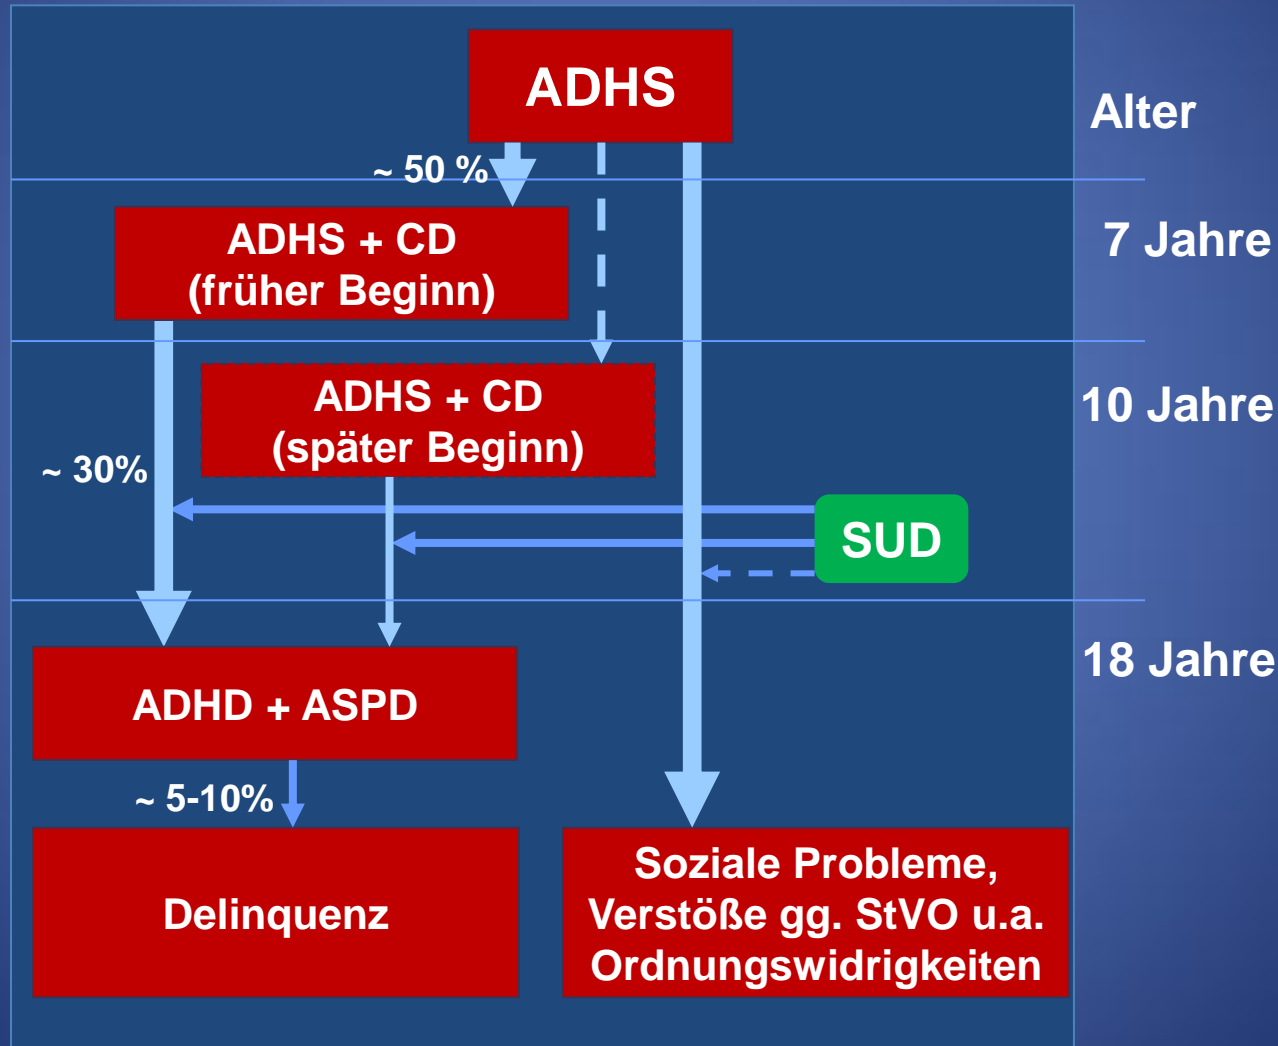 ADHS
Alter
~ 50 %
7 Jahre
ADHS + CD
(früher Beginn)
10 Jahre
ADHS + CD
(später Beginn)
~ 30%
SUD
18 Jahre
ADHD + ASPD
~ 5-10%
Delinquenz
Soziale Probleme,
Verstöße gg. StVO u.a.
Ordnungswidrigkeiten